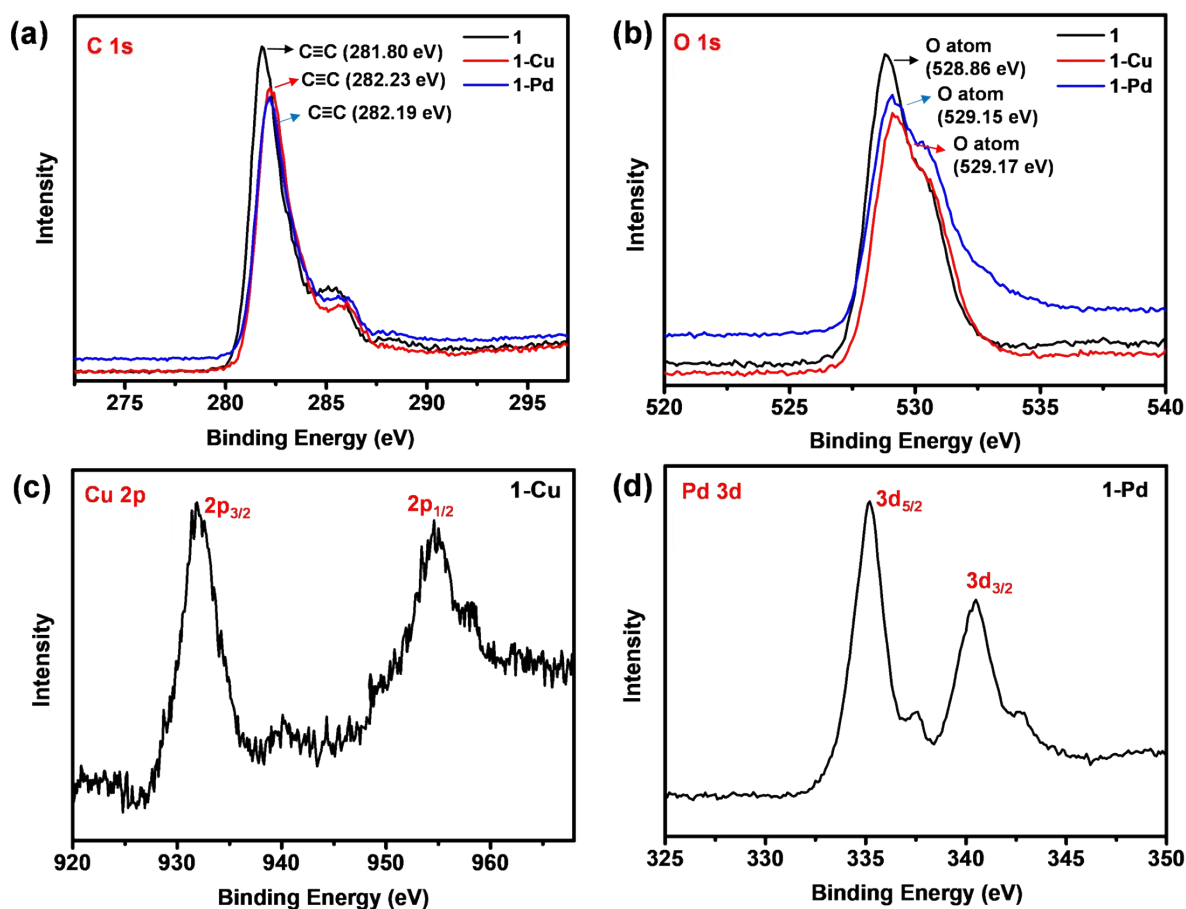 (a)
C 1s
C≡C (281.80 eV)
C≡C (282.23 eV)
C≡C (282.19 eV)
1
1-Cu
1-Pd
Intensity
275 280 285 290 295
Binding Energy (eV)
(b)
O 1s
O atom
(528.86 eV)
O atom
(529.15 eV)
O atom
(529.17 eV)
1
1-Cu
1-Pd
Intensity
520 525 530 535 540
Binding Energy (eV)
(c)
Cu 2p
2p3/2
2p1/2
1-Cu
Intensity
920 930 940 950 960
Binding Energy (eV)
(d)
Pd 3d
3d5/2
3d3/2
1-Pd
Intensity
325 330 335 340 345 350
Binding Energy (eV)